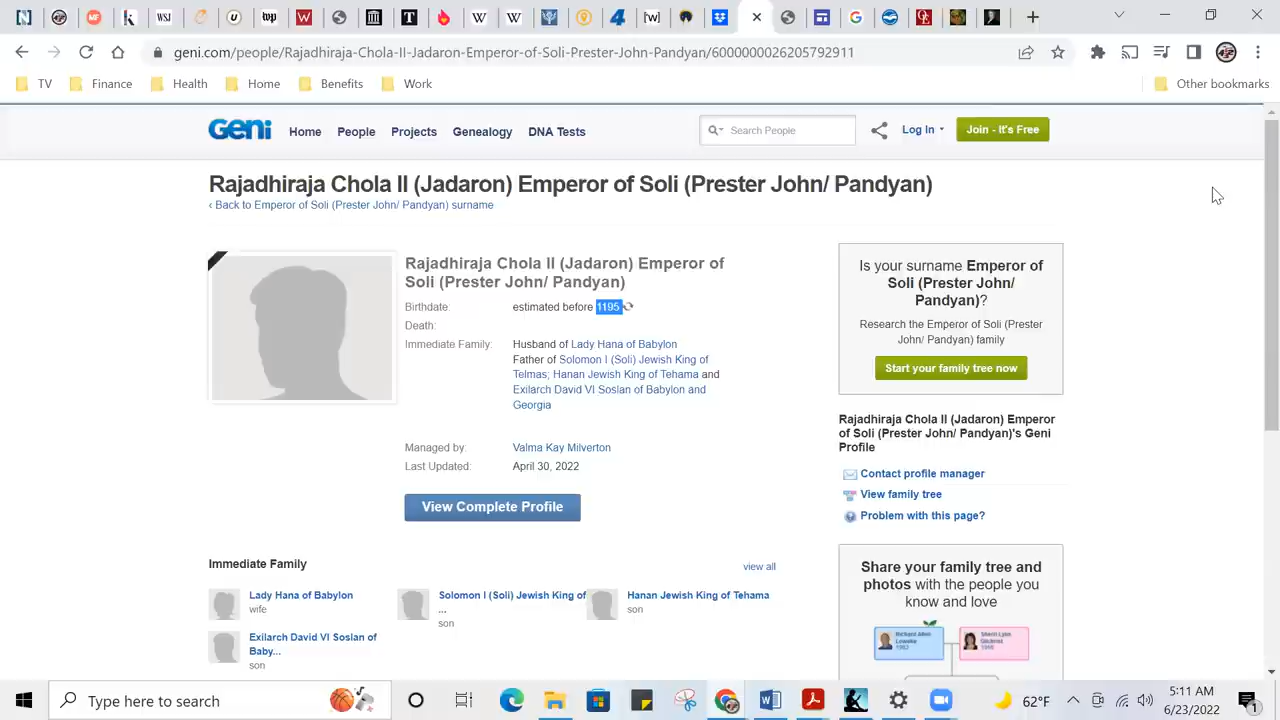 geni.com/people/Rajadhiraja-Chola-II-Jadaron-Emperor-of-Soli-Prester-John-Pandyan/6000000026205792911
TV Finance Health Home Benefits Work Other bookmarks
Geni Home People Projects Genealogy DNA Tests Search People Log In Join - It's Free
Rajadhiraja Chola II (Jadaron) Emperor of Soli (Prester John/ Pandyan)
‹ Back to Emperor of Soli (Prester John/ Pandyan) surname
Rajadhiraja Chola II (Jadaron) Emperor of
Soli (Prester John/ Pandyan)
Birthdate: estimated before 1195
Death:
Immediate Family: Husband of Lady Hana of Babylon
Father of Solomon I (Soli) Jewish King of
Telmas; Hanan Jewish King of Tehama and
Exilarch David VI Soslan of Babylon and
Georgia
Managed by: Valma Kay Milverton
Last Updated: April 30, 2022
View Complete Profile
Immediate Family view all
Lady Hana of Babylon
wife
Solomon I (Soli) Jewish King of
...
son
Hanan Jewish King of Tehama
son
Exilarch David VI Soslan of
Baby...
son
Is your surname Emperor of
Soli (Prester John/
Pandyan)?
Research the Emperor of Soli (Prester
John/ Pandyan) family
Start your family tree now
Rajadhiraja Chola II (Jadaron) Emperor
of Soli (Prester John/ Pandyan)'s Geni
Profile
Contact profile manager
View family tree
Problem with this page?
Share your family tree and
photos with the people you
know and love
Type here to search
62°F
5:11 AM
6/23/2022